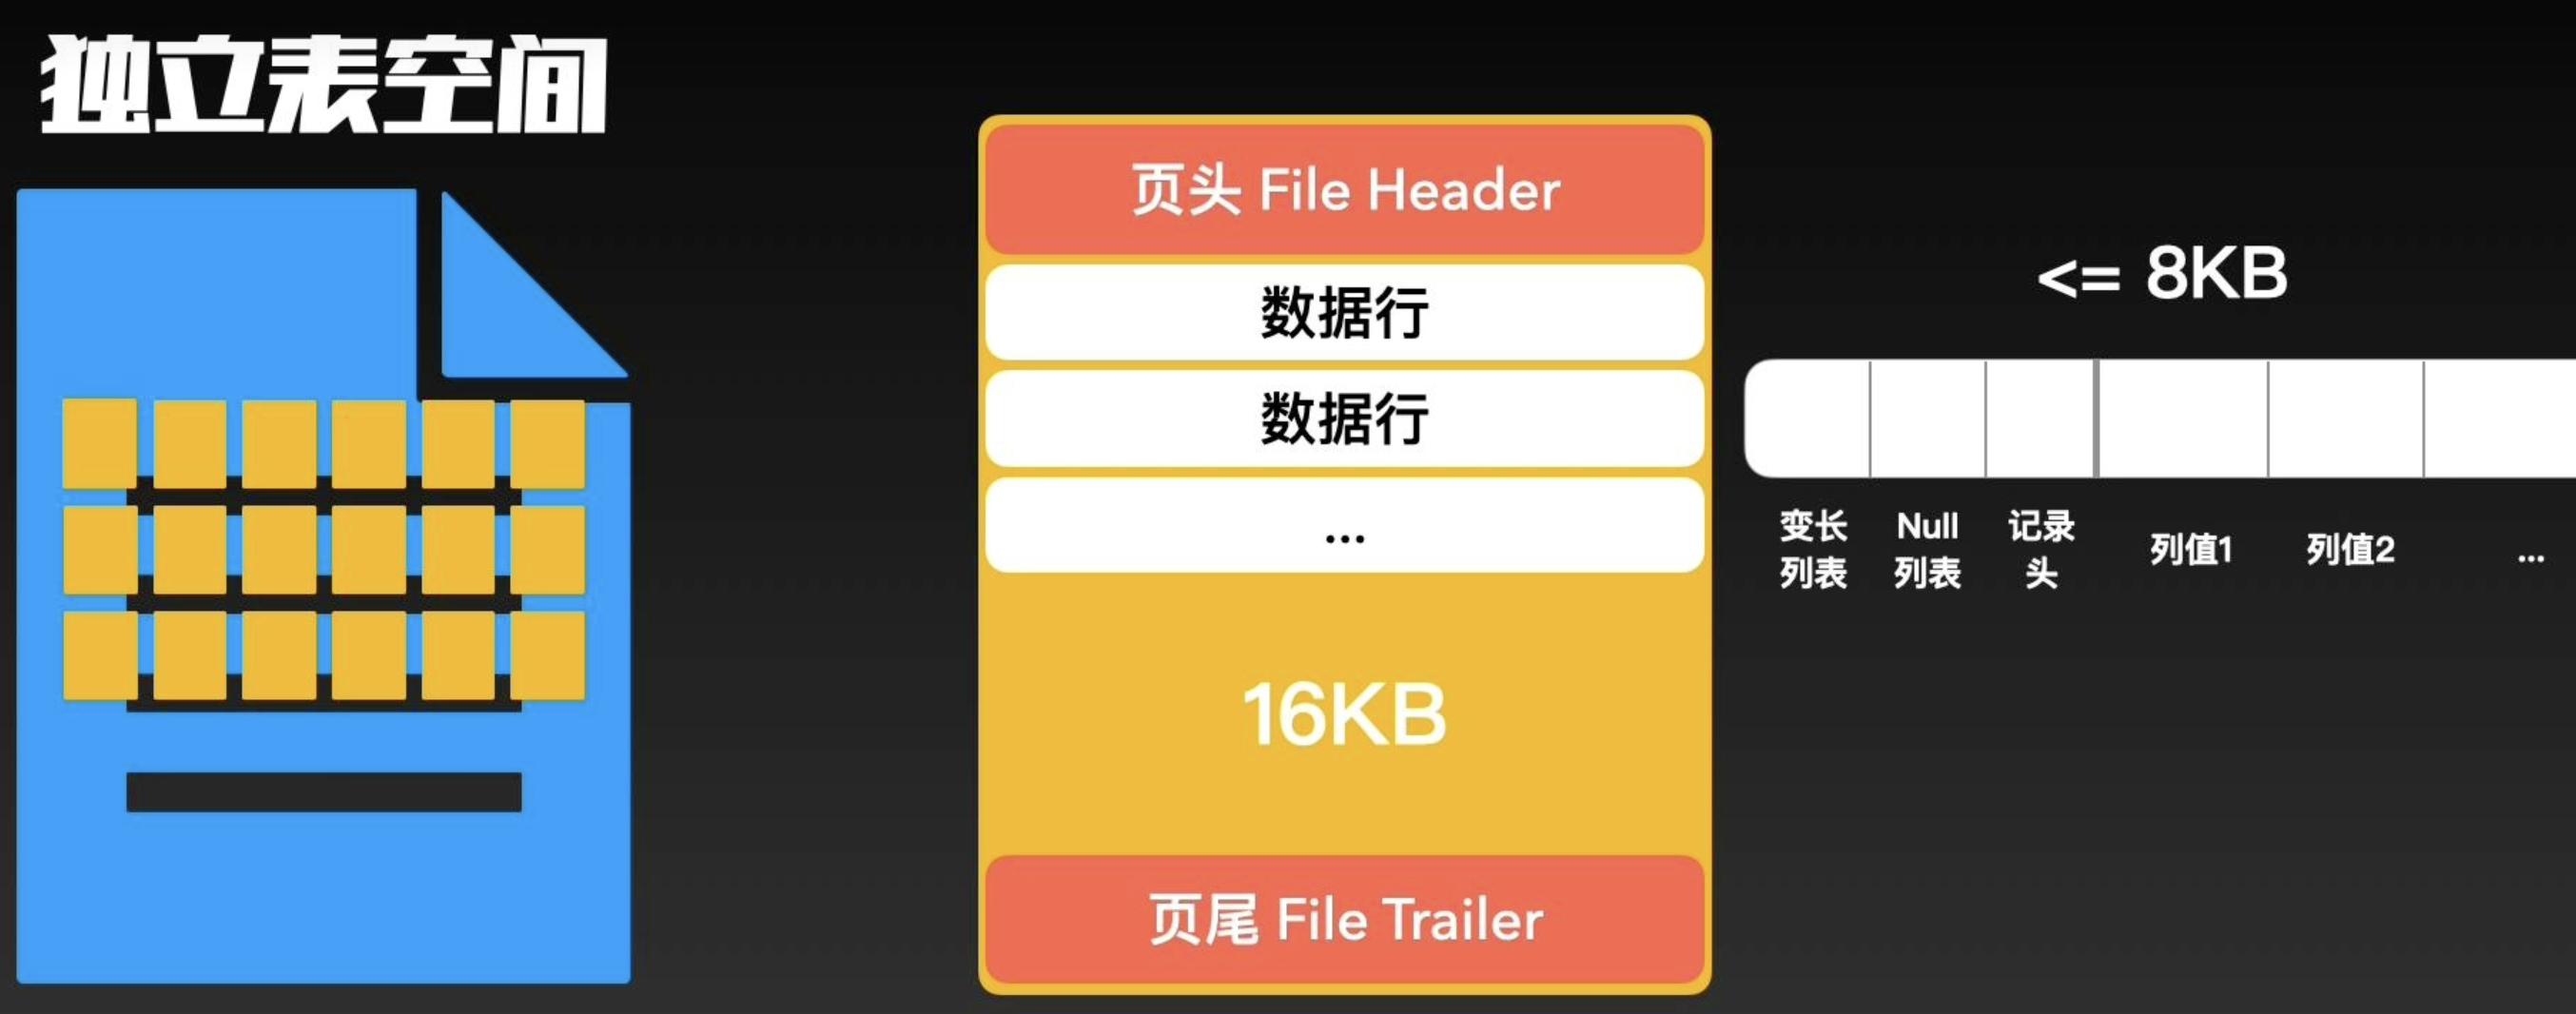 独立表空间
页头 File Header
数据行
数据行
...
16KB
页尾 File Trailer
<= 8KB
变长
列表
Null
列表
记录
头
列值1
列值2
...